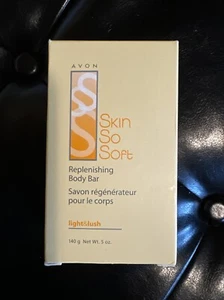 AVON
Skin
So
Soft
Replenishing
Body Bar
Savon régénérateur
pour le corps
light&lush
140 g Net Wt. 5 oz.